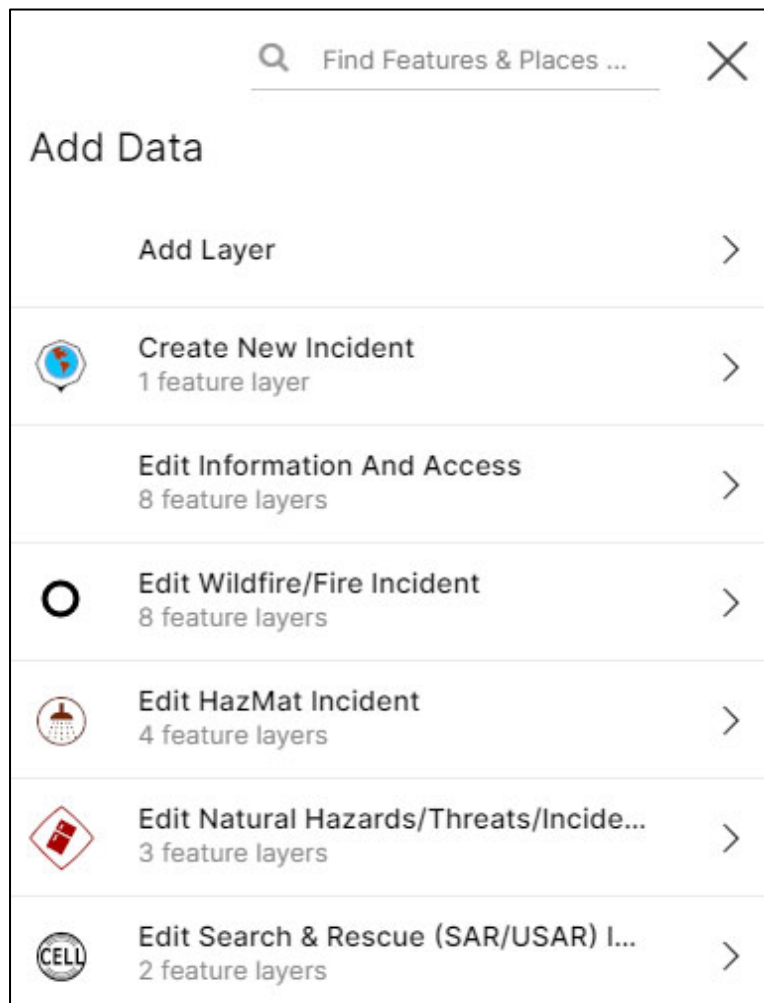 Find Features & Places ...
Add Data
Add Layer
Create New Incident
1 feature layer
Edit Information And Access
8 feature layers
Edit Wildfire/Fire Incident
8 feature layers
Edit HazMat Incident
4 feature layers
Edit Natural Hazards/Threats/Incide...
3 feature layers
CELL
Edit Search & Rescue (SAR/USAR) I...
2 feature layers